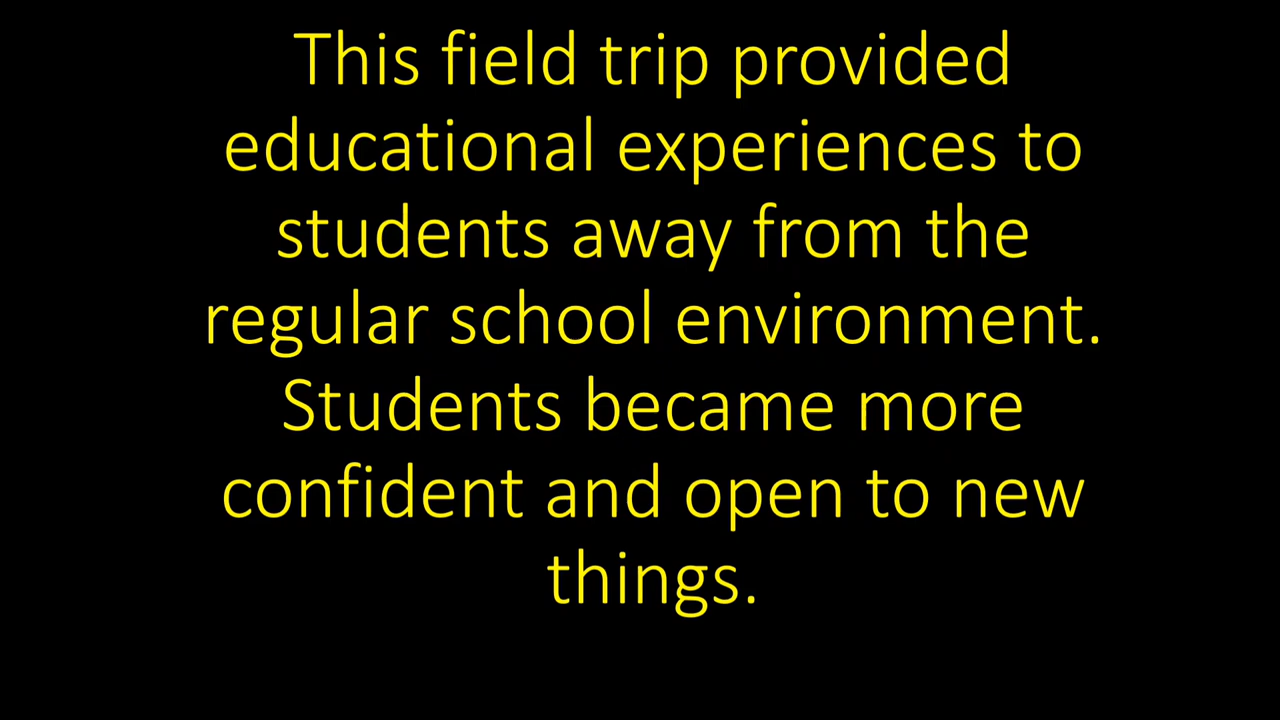 This field trip provided
educational experiences to
students away from the
regular school environment.
Students became more
confident and open to new
things.